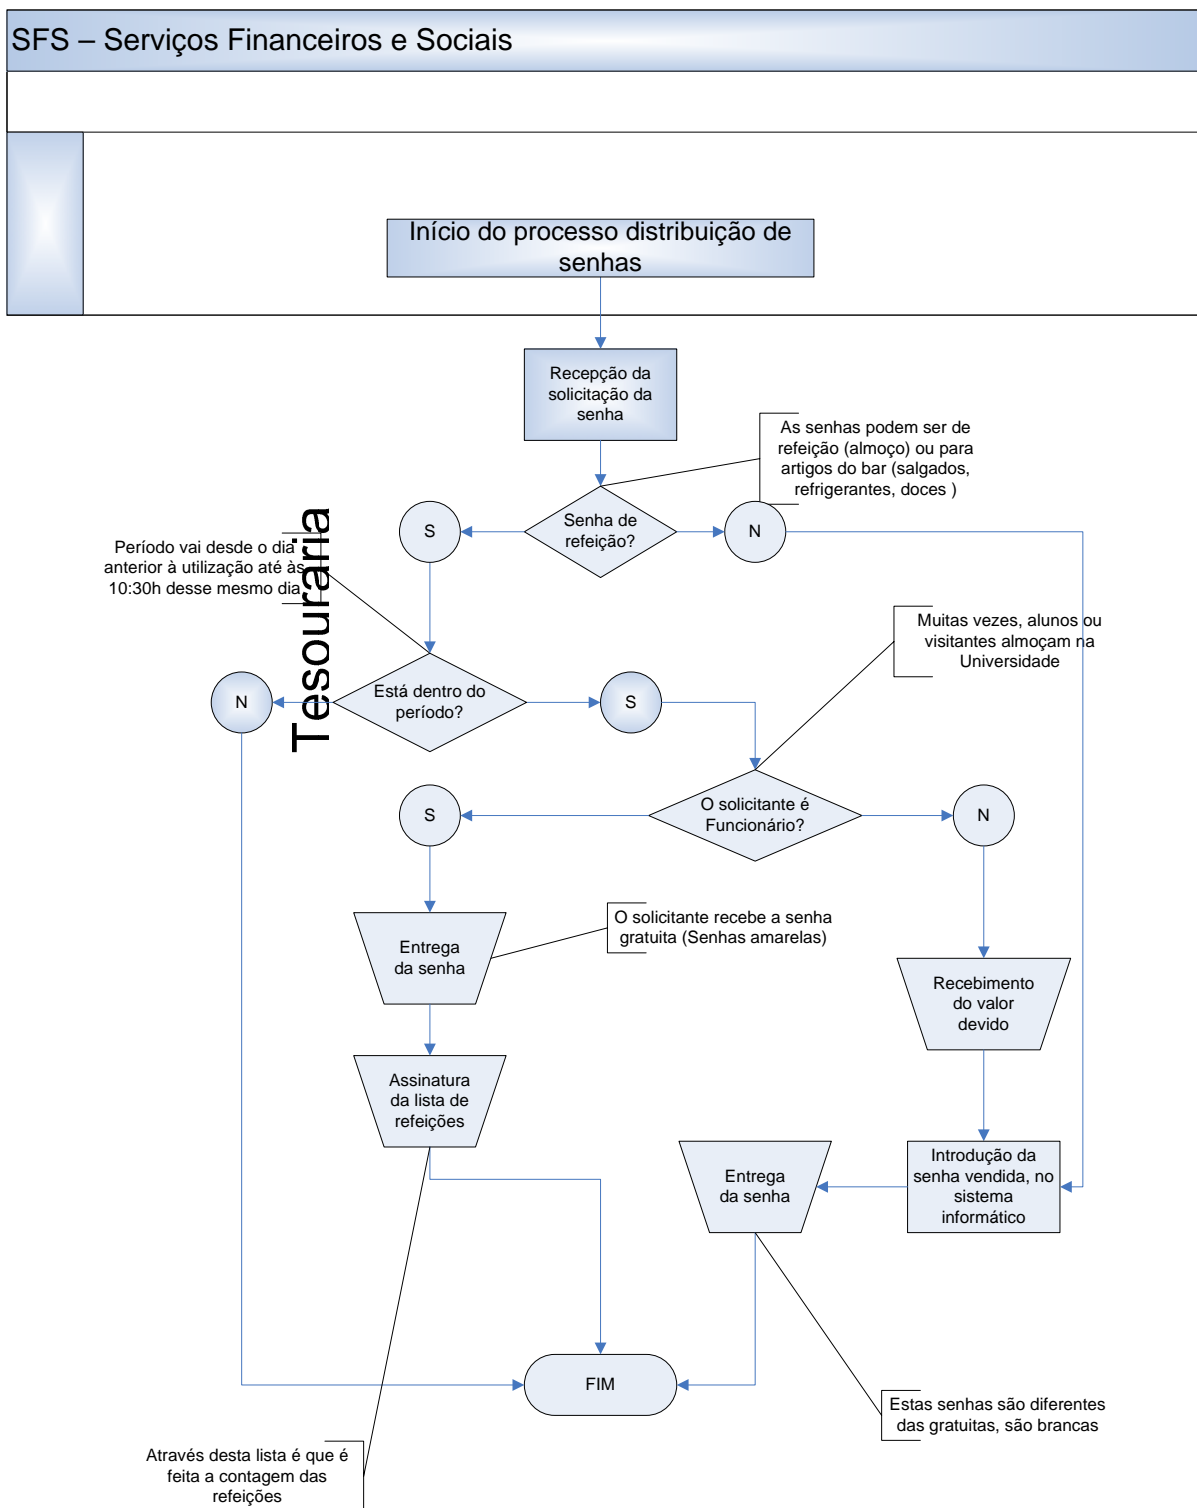 SFS – Serviços Financeiros e Sociais
Início do processo distribuição de
senhas
Recepção da
solicitação da
senha
As senhas podem ser de
refeição (almoço) ou para
artigos do bar (salgados,
refrigerantes, doces )
Senha de
refeição?
S
N
Tesouraria
Período vai desde o dia
anterior à utilização até às
10:30h desse mesmo dia
Muitas vezes, alunos ou
visitantes almoçam na
Universidade
Está dentro do
período?
N
S
O solicitante é
Funcionário?
S
N
Entrega
da senha
O solicitante recebe a senha
gratuita (Senhas amarelas)
Recebimento
do valor
devido
Assinatura
da lista de
refeições
Entrega
da senha
Introdução da
senha vendida, no
sistema
informático
FIM
Estas senhas são diferentes
das gratuitas, são brancas
Através desta lista é que é
feita a contagem das
refeições